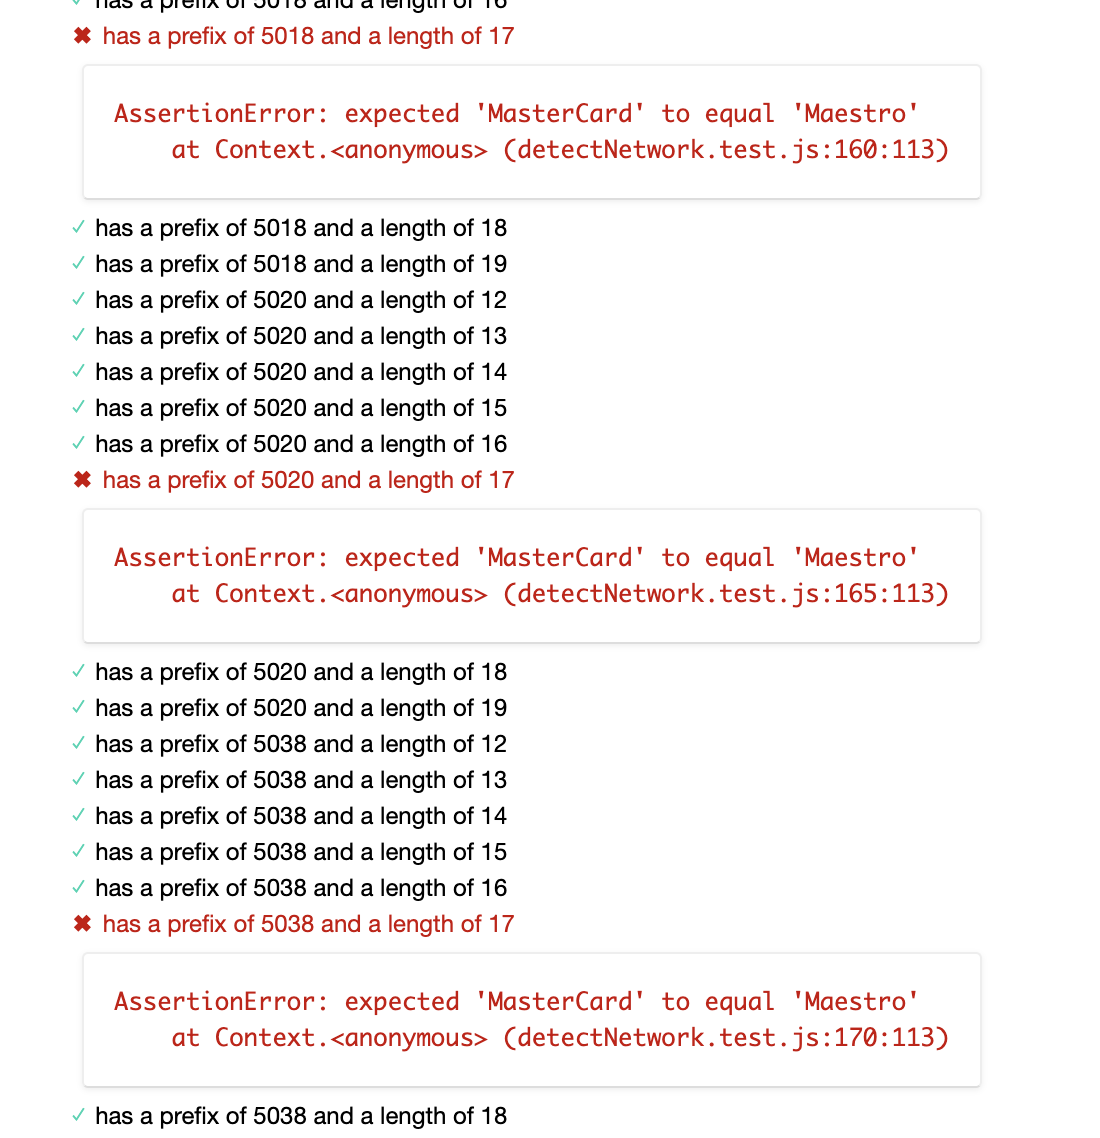 ✓ has a prefix of 5018 and a length of 16
✖ has a prefix of 5018 and a length of 17
AssertionError: expected 'MasterCard' to equal 'Maestro'
at Context.<anonymous> (detectNetwork.test.js:160:113)
✓ has a prefix of 5018 and a length of 18
✓ has a prefix of 5018 and a length of 19
✓ has a prefix of 5020 and a length of 12
✓ has a prefix of 5020 and a length of 13
✓ has a prefix of 5020 and a length of 14
✓ has a prefix of 5020 and a length of 15
✓ has a prefix of 5020 and a length of 16
✖ has a prefix of 5020 and a length of 17
AssertionError: expected 'MasterCard' to equal 'Maestro'
at Context.<anonymous> (detectNetwork.test.js:165:113)
✓ has a prefix of 5020 and a length of 18
✓ has a prefix of 5020 and a length of 19
✓ has a prefix of 5038 and a length of 12
✓ has a prefix of 5038 and a length of 13
✓ has a prefix of 5038 and a length of 14
✓ has a prefix of 5038 and a length of 15
✓ has a prefix of 5038 and a length of 16
✖ has a prefix of 5038 and a length of 17
AssertionError: expected 'MasterCard' to equal 'Maestro'
at Context.<anonymous> (detectNetwork.test.js:170:113)
✓ has a prefix of 5038 and a length of 18